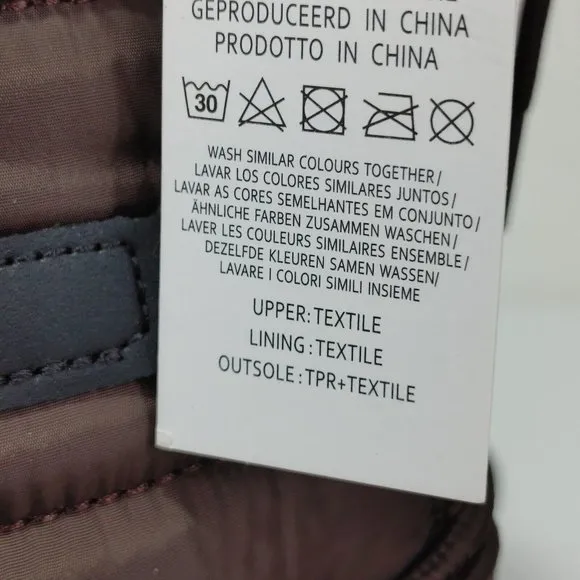 GEPRODUCEERD IN CHINA
PRODOTTO IN CHINA
30
WASH SIMILAR COLOURS TOGETHER/
LAVAR LOS COLORES SIMILARES JUNTOS/
LAVAR AS CORES SEMELHANTES EM CONJUNTO/
ÄHNLICHE FARBEN ZUSAMMEN WASCHEN/
LAVER LES COULEURS SIMILAIRES ENSEMBLE/
DEZELFDE KLEUREN SAMEN WASSEN/
LAVARE I COLORI SIMILI INSIEME
UPPER:TEXTILE
LINING:TEXTILE
OUTSOLE:TPR+TEXTILE